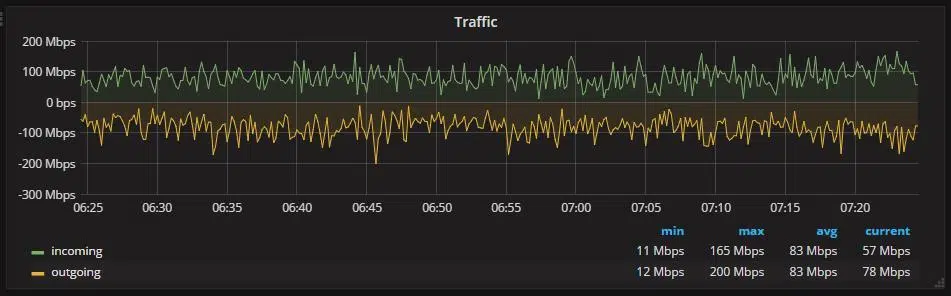 Traffic
200 Mbps
100 Mbps
0 bps
-100 Mbps
-200 Mbps
-300 Mbps
06:25 06:30 06:35 06:40 06:45 06:50 06:55 07:00 07:05 07:10 07:15 07:20
min max avg current
incoming 11 Mbps 165 Mbps 83 Mbps 57 Mbps
outgoing 12 Mbps 200 Mbps 83 Mbps 78 Mbps